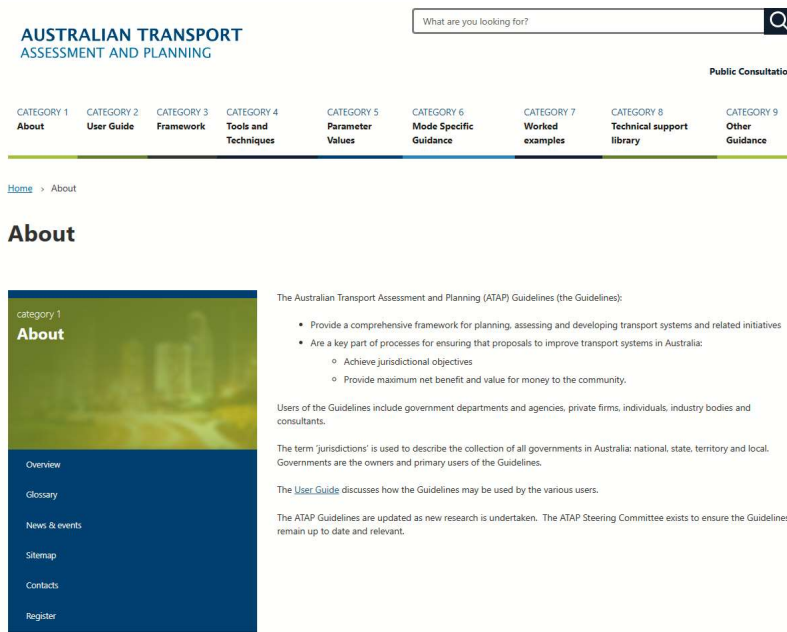 AUSTRALIAN TRANSPORT
ASSESSMENT AND PLANNING
What are you looking for?
Public Consultatio
CATEGORY 1
About
CATEGORY 2
User Guide
CATEGORY 3
Framework
CATEGORY 4
Tools and
Techniques
CATEGORY 5
Parameter
Values
CATEGORY 6
Mode Specific
Guidance
CATEGORY 7
Worked
examples
CATEGORY 8
Technical support
library
CATEGORY 9
Other
Guidance
Home › About
About
category 1
About
Overview
Glossary
News & events
Sitemap
Contacts
Register
The Australian Transport Assessment and Planning (ATAP) Guidelines (the Guidelines):
• Provide a comprehensive framework for planning, assessing and developing transport systems and related initiatives
• Are a key part of processes for ensuring that proposals to improve transport systems in Australia:
○ Achieve jurisdictional objectives
○ Provide maximum net benefit and value for money to the community.
Users of the Guidelines include government departments and agencies, private firms, individuals, industry bodies and
consultants.
The term 'jurisdictions' is used to describe the collection of all governments in Australia: national, state, territory and local.
Governments are the owners and primary users of the Guidelines.
The User Guide discusses how the Guidelines may be used by the various users.
The ATAP Guidelines are updated as new research is undertaken. The ATAP Steering Committee exists to ensure the Guidelines
remain up to date and relevant.